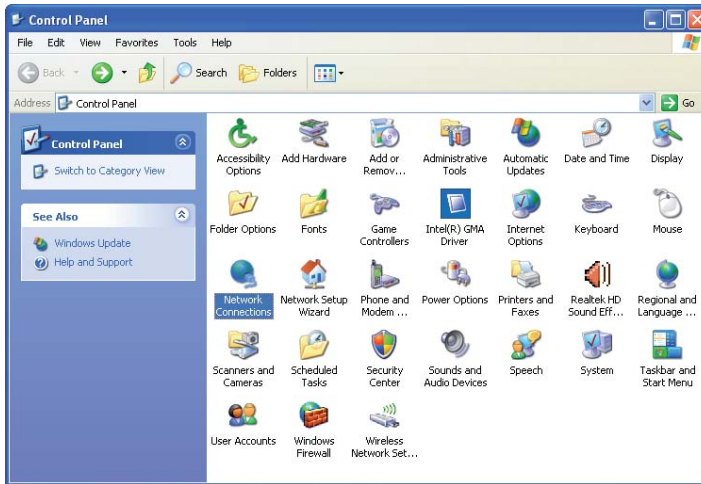 Control Panel
File Edit View Favorites Tools Help
Back Search Folders
Address Control Panel Go
Control Panel
Switch to Category View
See Also
Windows Update
Help and Support
Accessibility Options
Add Hardware
Add or Remov...
Administrative Tools
Automatic Updates
Date and Time
Display
Folder Options
Fonts
Game Controllers
Intel(R) GMA Driver
Internet Options
Keyboard
Mouse
Network Connections
Network Setup Wizard
Phone and Modem ...
Power Options
Printers and Faxes
Realtek HD Sound Eff...
Regional and Language ...
Scanners and Cameras
Scheduled Tasks
Security Center
Sounds and Audio Devices
Speech
System
Taskbar and Start Menu
User Accounts
Windows Firewall
Wireless Network Set...